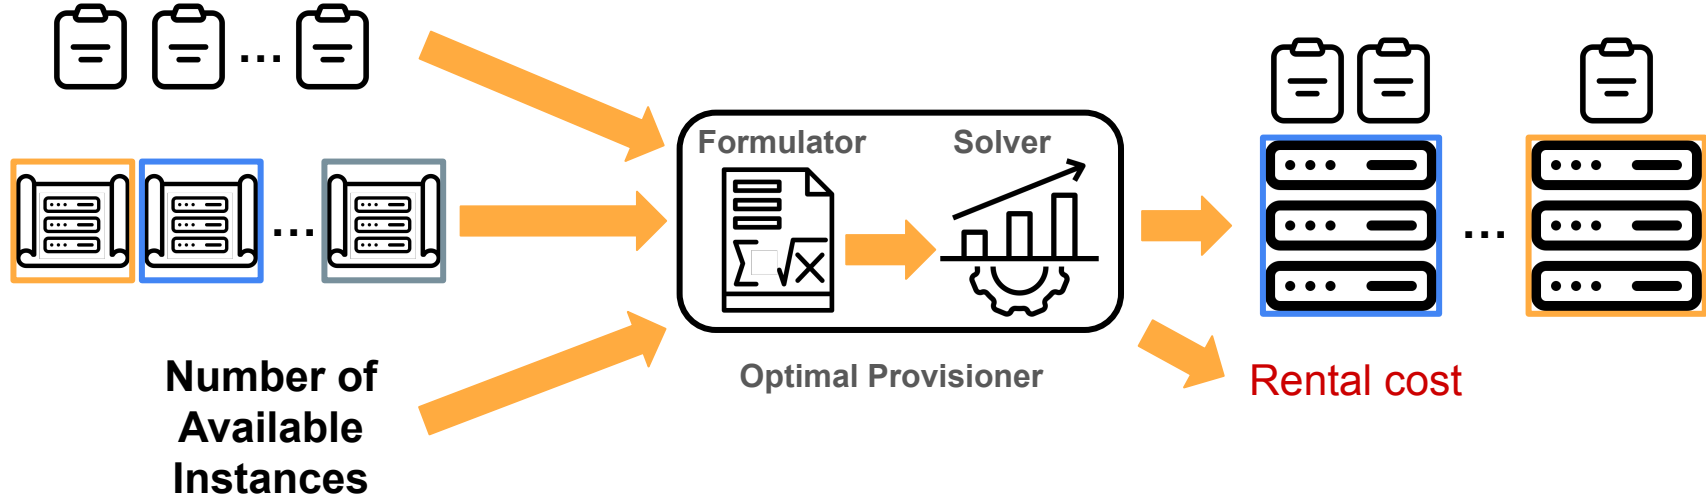 ...
Formulator
Solver
...
...
Number of
Available
Instances
Optimal Provisioner
Rental cost